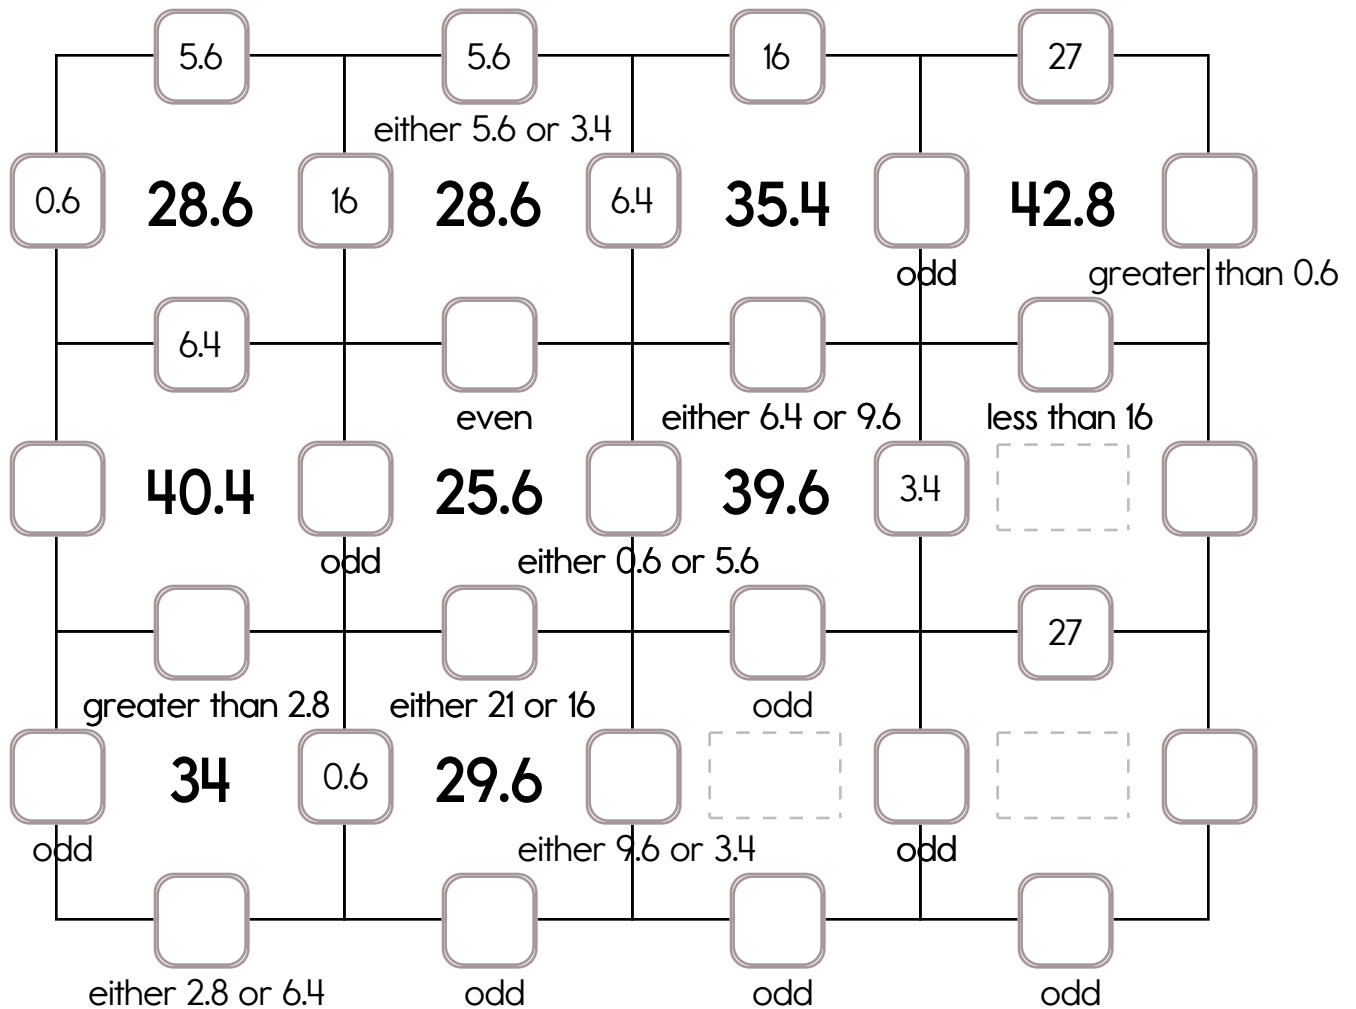 5.6 5.6 16 27
either 5.6 or 3.4
0.6 28.6 16 28.6 6.4 35.4 42.8
odd greater than 0.6
6.4
even either 6.4 or 9.6 less than 16
40.4 25.6 39.6 3.4
odd either 0.6 or 5.6
27
greater than 2.8 either 21 or 16 odd
34 0.6 29.6
odd either 9.6 or 3.4 odd
either 2.8 or 6.4 odd odd odd